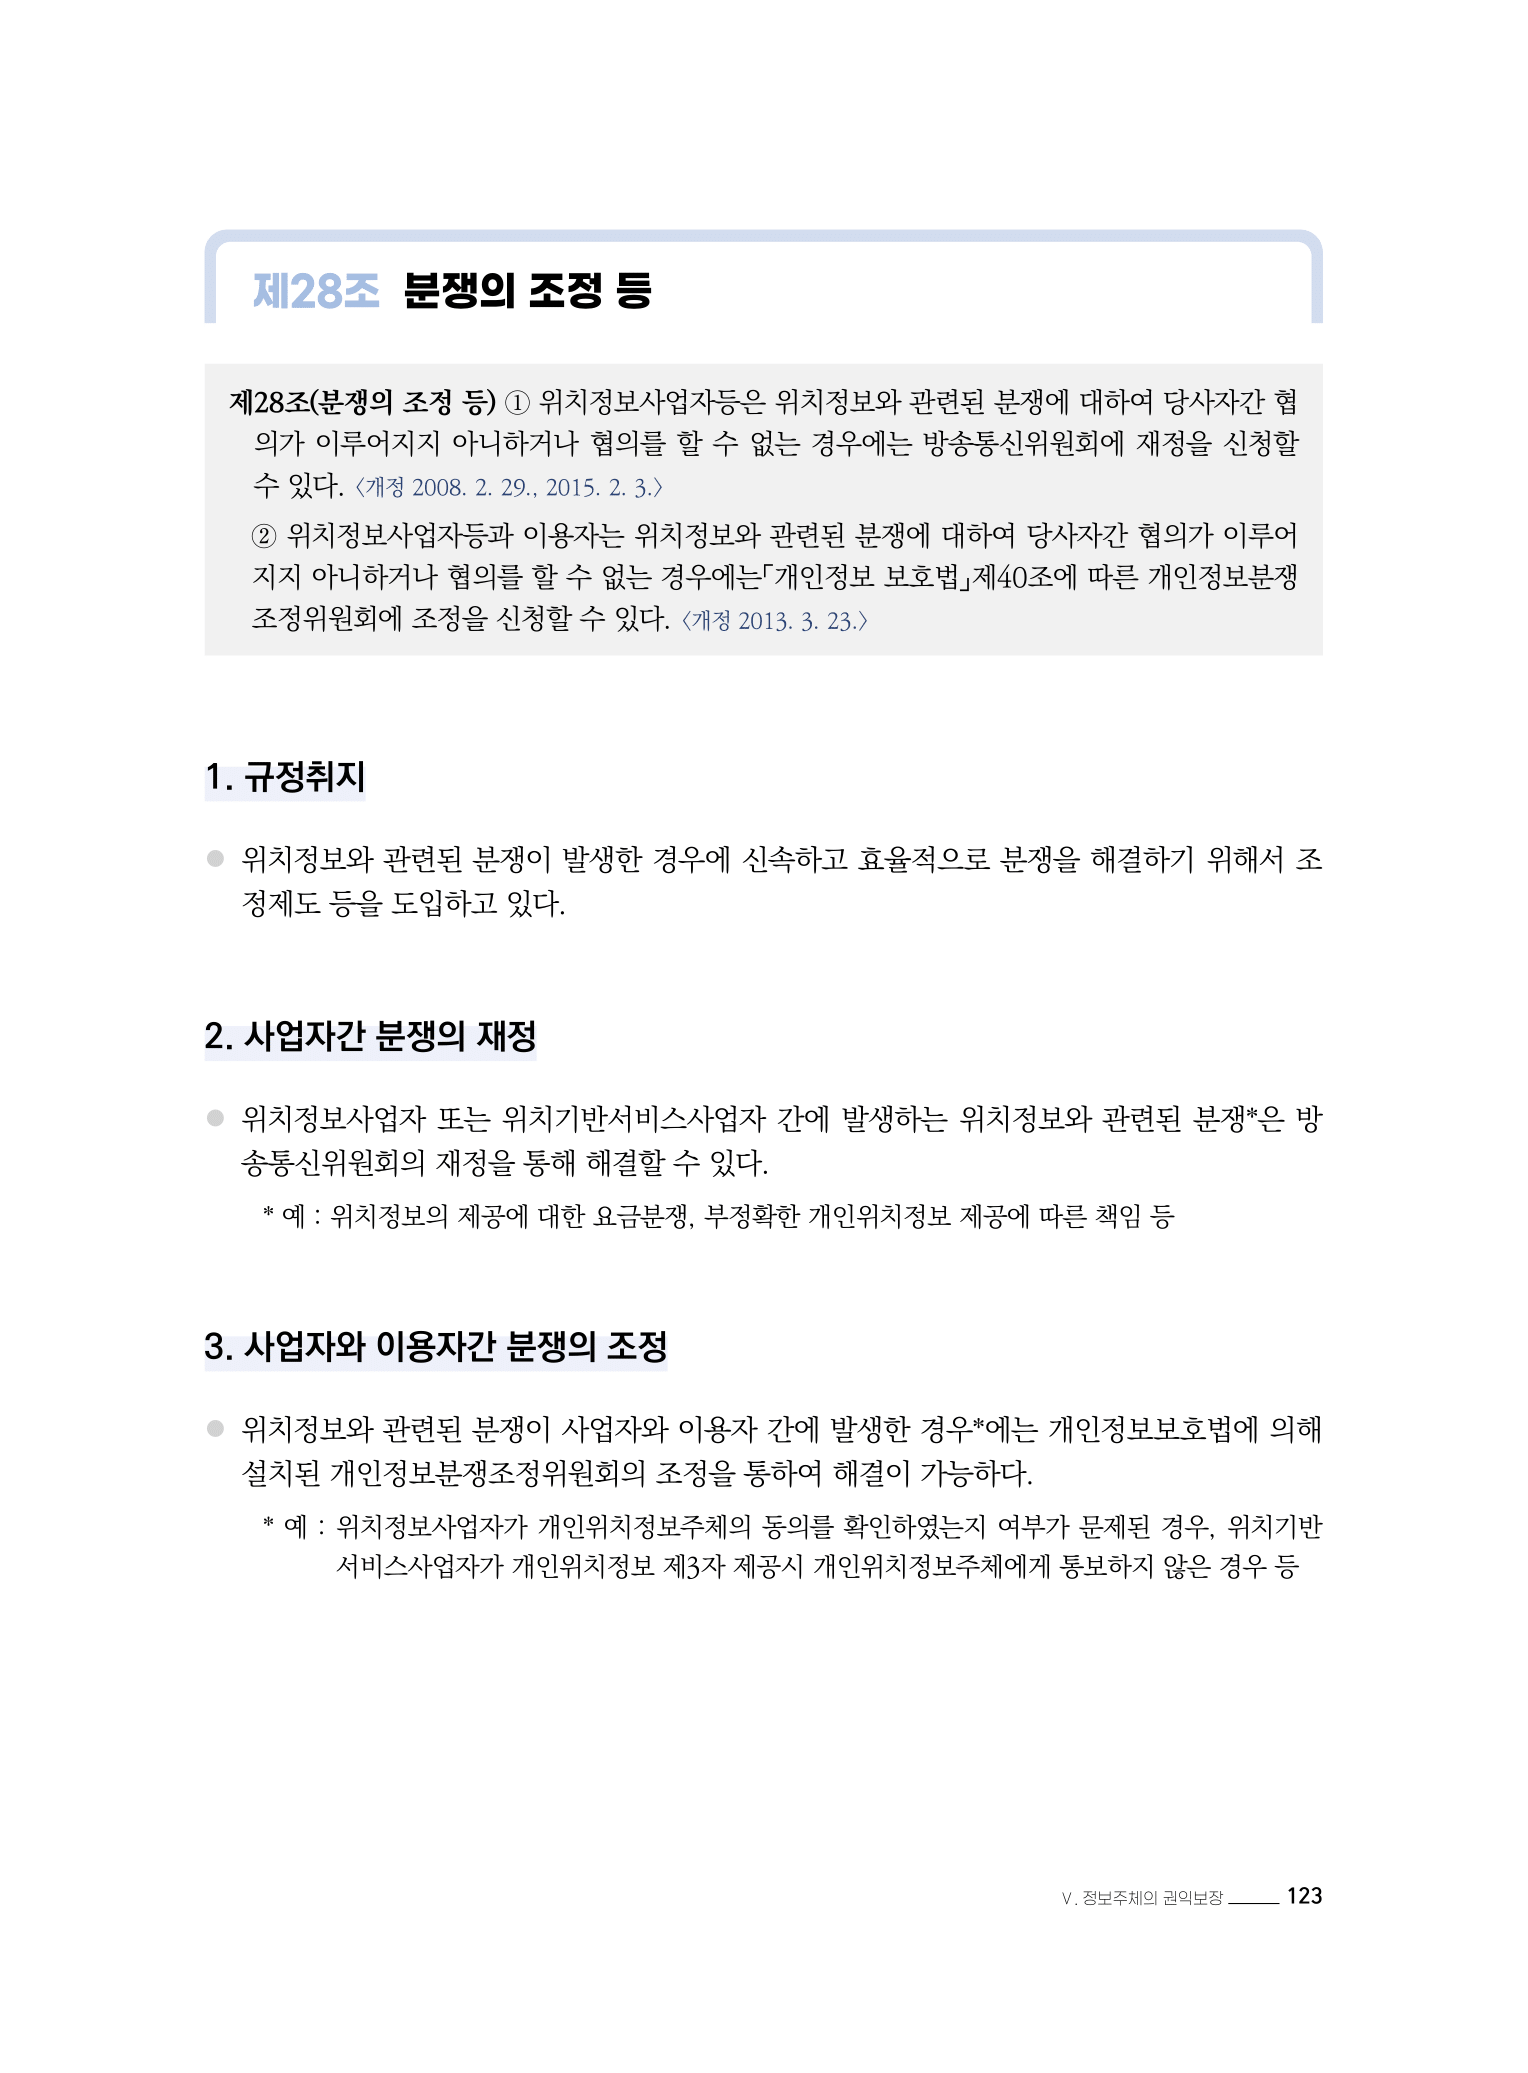 제28조 분쟁의 조정 등
제28조(분쟁의 조정 등) ① 위치정보사업자등은 위치정보와 관련된 분쟁에 대하여 당사자간 협
의가 이루어지지 아니하거나 협의를 할 수 없는 경우에는 방송통신위원회에 재정을 신청할
수 있다. 〈개정 2008. 2. 29., 2015. 2. 3.〉
② 위치정보사업자등과 이용자는 위치정보와 관련된 분쟁에 대하여 당사자간 협의가 이루어
지지 아니하거나 협의를 할 수 없는 경우에는「개인정보 보호법」제40조에 따른 개인정보분쟁
조정위원회에 조정을 신청할 수 있다. 〈개정 2013. 3. 23.〉
1. 규정취지
● 위치정보와 관련된 분쟁이 발생한 경우에 신속하고 효율적으로 분쟁을 해결하기 위해서 조
정제도 등을 도입하고 있다.
2. 사업자간 분쟁의 재정
● 위치정보사업자 또는 위치기반서비스사업자 간에 발생하는 위치정보와 관련된 분쟁*은 방
송통신위원회의 재정을 통해 해결할 수 있다.
* 예 : 위치정보의 제공에 대한 요금분쟁, 부정확한 개인위치정보 제공에 따른 책임 등
3. 사업자와 이용자간 분쟁의 조정
● 위치정보와 관련된 분쟁이 사업자와 이용자 간에 발생한 경우*에는 개인정보보호법에 의해
설치된 개인정보분쟁조정위원회의 조정을 통하여 해결이 가능하다.
* 예 : 위치정보사업자가 개인위치정보주체의 동의를 확인하였는지 여부가 문제된 경우, 위치기반
서비스사업자가 개인위치정보 제3자 제공시 개인위치정보주체에게 통보하지 않은 경우 등
Ⅴ. 정보주체의 권익보장 123